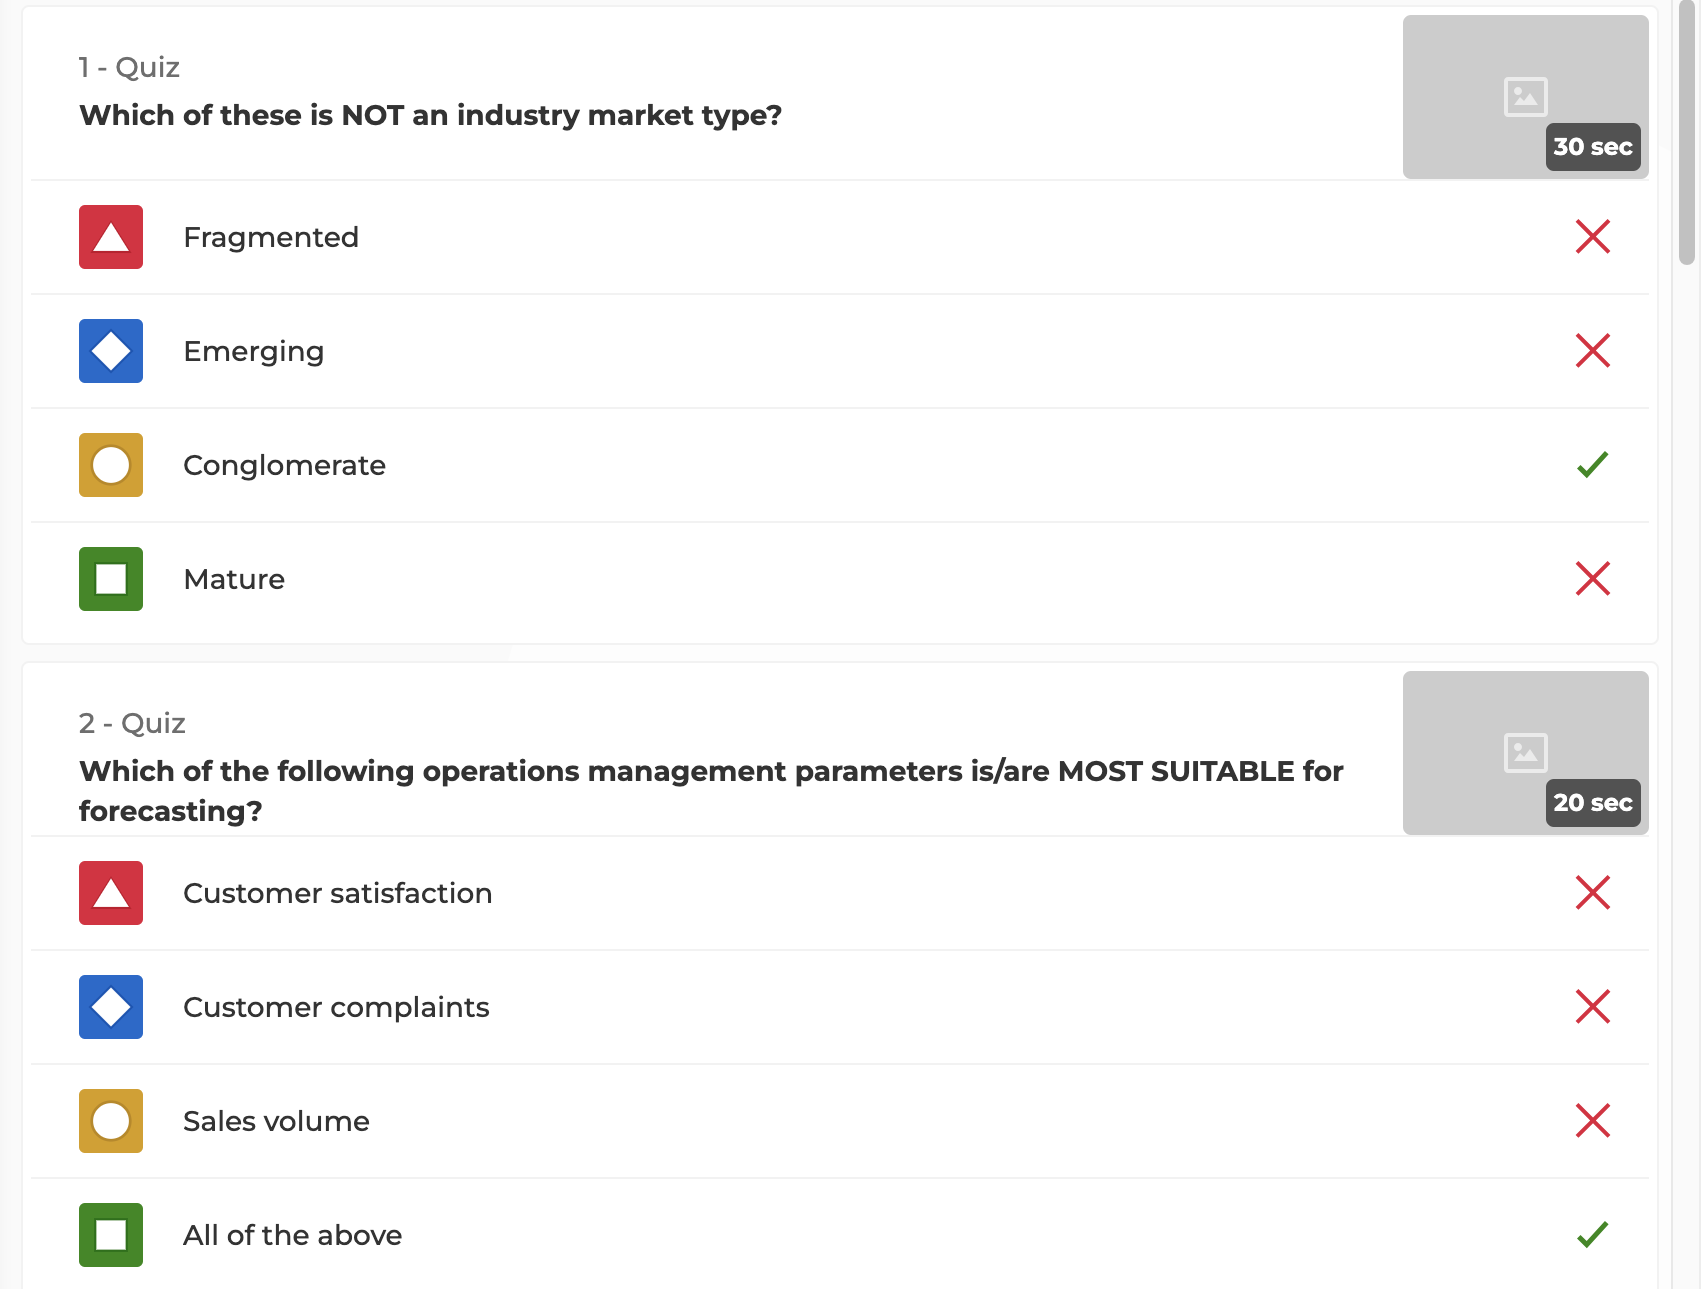 1 - Quiz
Which of these is NOT an industry market type?
30 sec
Fragmented
Emerging
Conglomerate
Mature
2 - Quiz
Which of the following operations management parameters is/are MOST SUITABLE for
forecasting?
20 sec
Customer satisfaction
Customer complaints
Sales volume
All of the above